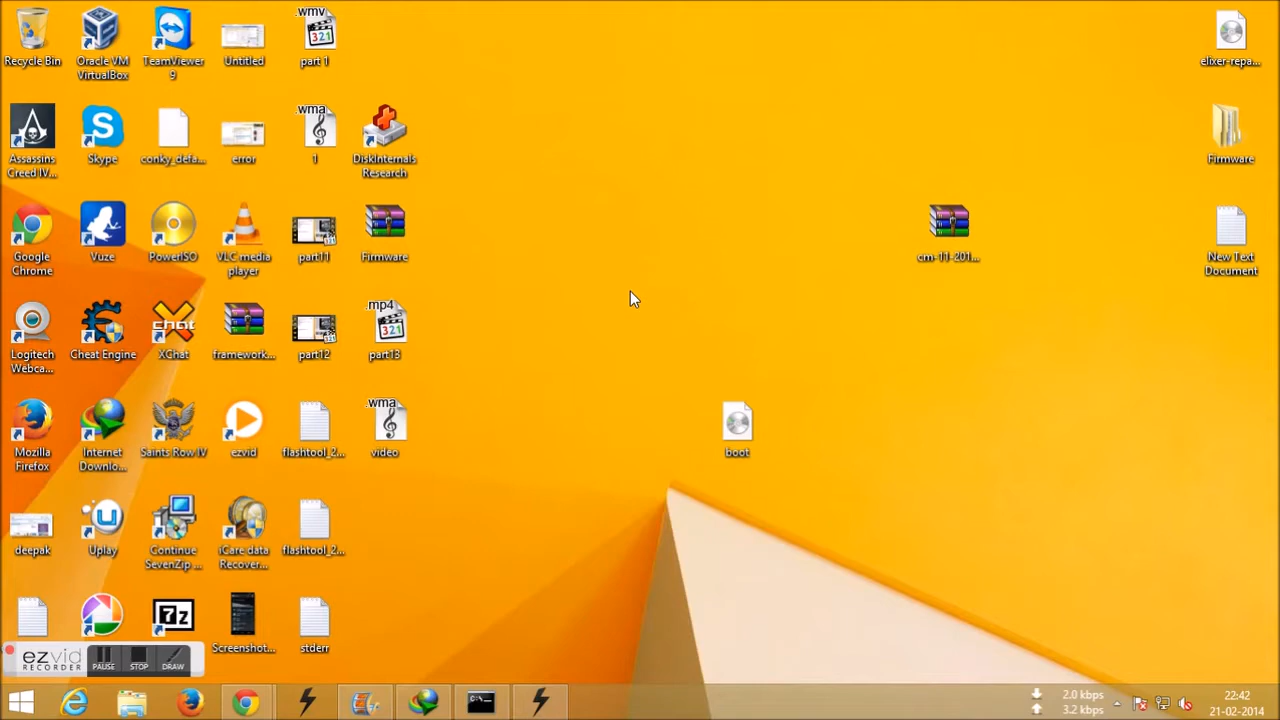 .wmv
321
Recycle Bin
Oracle VM
VirtualBox
TeamViewer
9
Untitled
part 1
elixer-repa...
.wma
S
Assassins
Creed IV...
Skype
conky_defa...
error
1
DiskInternals
Research
Firmware
Google
Chrome
Vuze
PowerISO
VLC media
player
part11
Firmware
cm-11-201...
New Text
Document
.mp4
321
chat
Logitech
Webca...
Cheat Engine
XChat
framework...
part12
part13
.wma
Mozilla
Firefox
Internet
Downlo...
Saints Row IV
ezvid
flashtool_2...
video
boot
deepak
Uplay
Continue
SevenZip ...
iCare data
Recover...
flashtool_2...
7z
Screenshot...
stderr
ezvid
RECORDER
PAUSE
STOP
DRAW
C:\_
2.0 kbps
3.2 kbps
22:42
21-02-2014